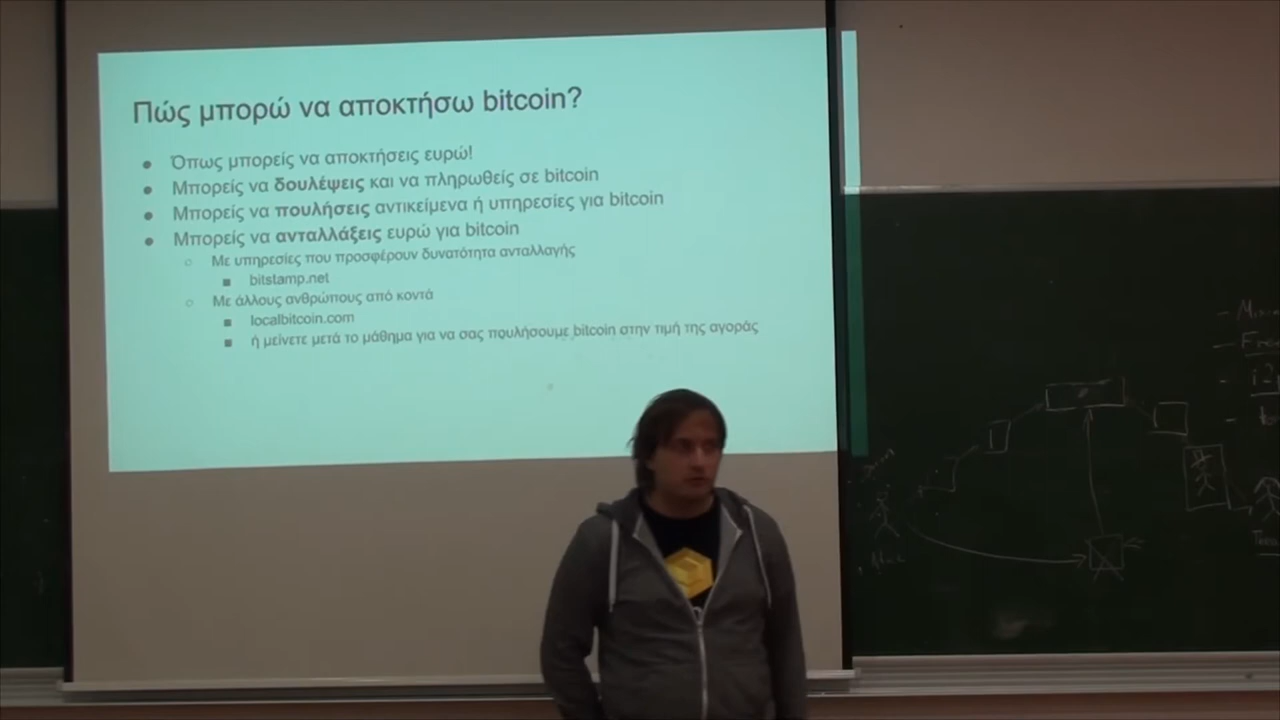 Πώς μπορώ να αποκτήσω bitcoin?
● Όπως μπορείς να αποκτήσεις ευρώ!
● Μπορείς να δουλέψεις και να πληρωθείς σε bitcoin
● Μπορείς να πουλήσεις αντικείμενα ή υπηρεσίες για bitcoin
● Μπορείς να ανταλλάξεις ευρώ για bitcoin
○ Με υπηρεσίες που προσφέρουν δυνατότητα ανταλλαγής
■ bitstamp.net
○ Με άλλους ανθρώπους από κοντά
■ localbitcoin.com
■ ή μείνετε μετά το μάθημα για να σας πουλήσουμε bitcoin στην τιμή της αγοράς